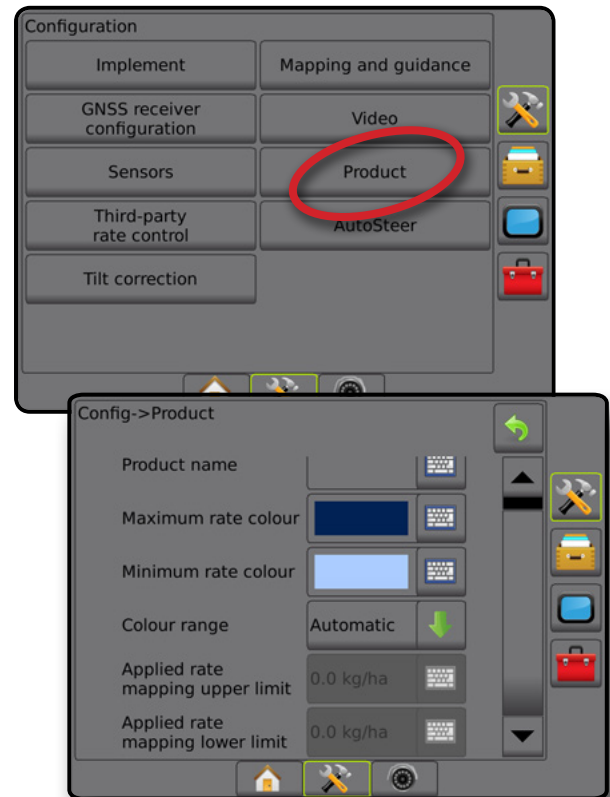 Configuration
Implement
Mapping and guidance
GNSS receiver
configuration
Video
Sensors
Product
Third-party
rate control
AutoSteer
Tilt correction
Config->Product
Product name
Maximum rate colour
Minimum rate colour
Colour range
Automatic
Applied rate
mapping upper limit
0.0 kg/ha
Applied rate
mapping lower limit
0.0 kg/ha